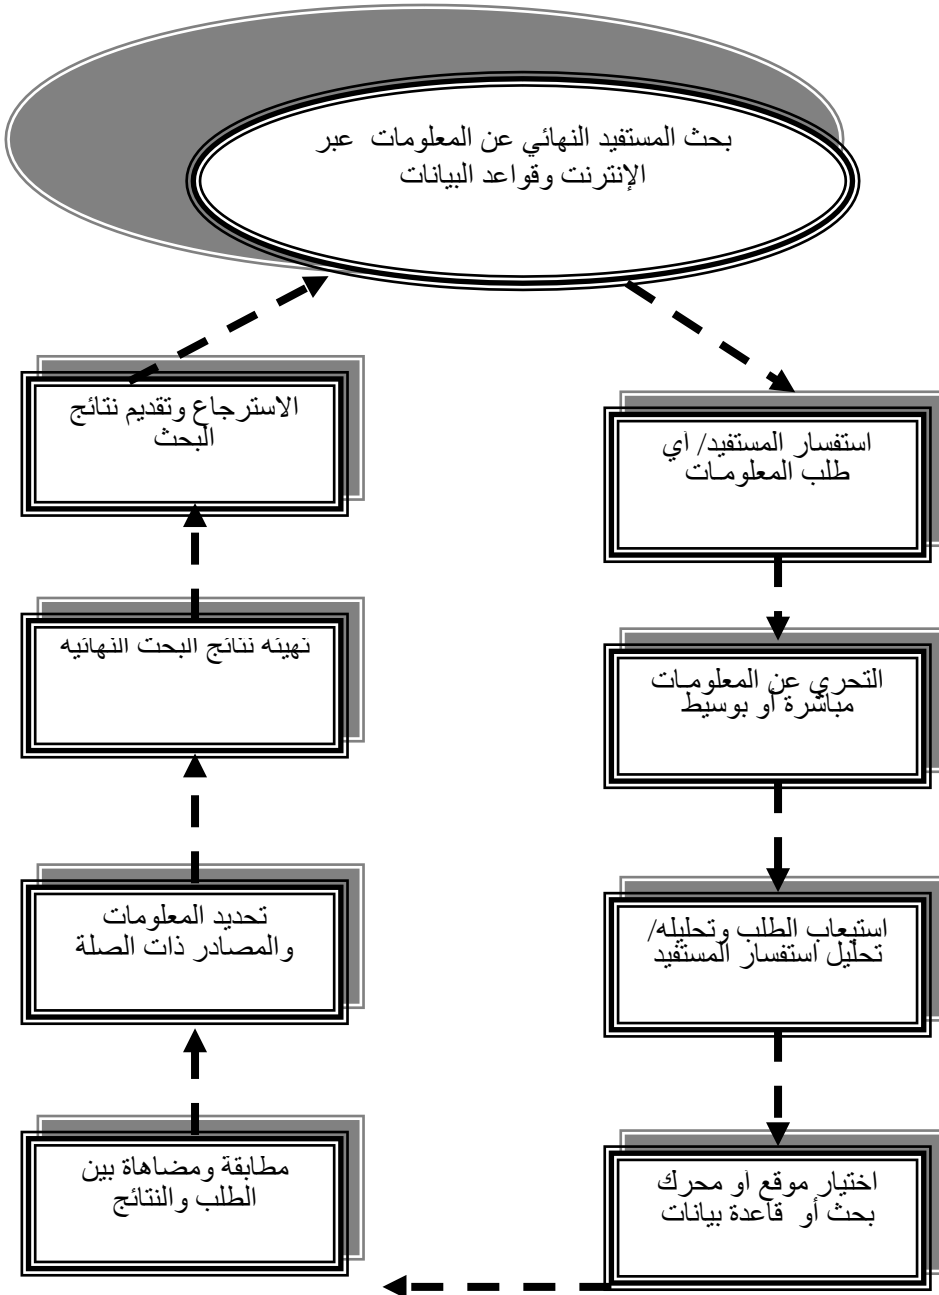 بحث المستفيد النهائي عن المعلومات عبر
الإنترنت وقواعد البيانات
استفسار المستفيد/ أي
طلب المعلومـات
التحري عن المعلومـات
مباشرة أو بوسيط
استيعاب الطلب وتحليله/
تحليل استفسار المستفيد
اختيار موقع أو محرك
بحث أو قاعدة بيانات
مطابقة ومضاهاة بين
الطلب والنتائج
تحديد المعلومات
والمصادر ذات الصلة
تهيئة نتائج البحث النهائية
الاسترجاع وتقديم نتائج
البحث